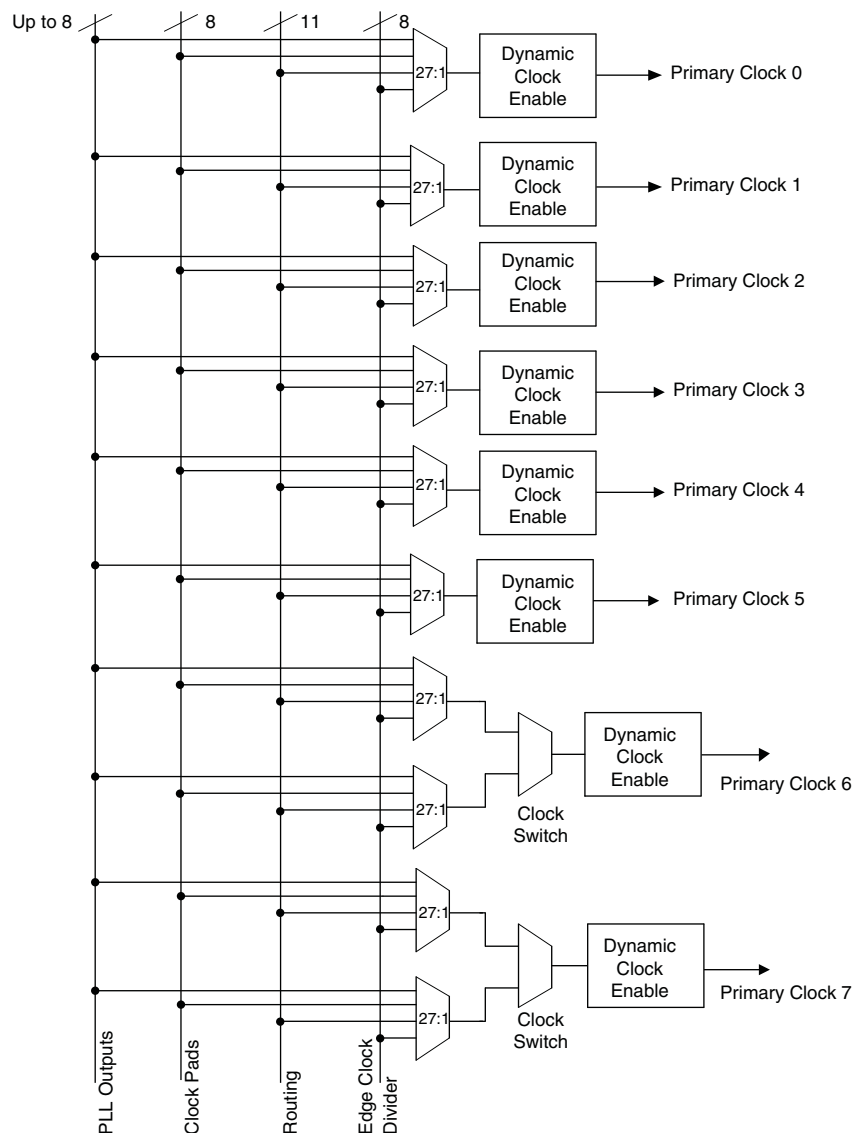 Up to 8
8
11
8
27:1
Dynamic
Clock
Enable
Primary Clock 0
27:1
Dynamic
Clock
Enable
Primary Clock 1
27:1
Dynamic
Clock
Enable
Primary Clock 2
27:1
Dynamic
Clock
Enable
Primary Clock 3
27:1
Dynamic
Clock
Enable
Primary Clock 4
27:1
Dynamic
Clock
Enable
Primary Clock 5
27:1
27:1
Clock
Switch
Dynamic
Clock
Enable
Primary Clock 6
27:1
27:1
Clock
Switch
Dynamic
Clock
Enable
Primary Clock 7
PLL Outputs
Clock Pads
Routing
Edge Clock
Divider